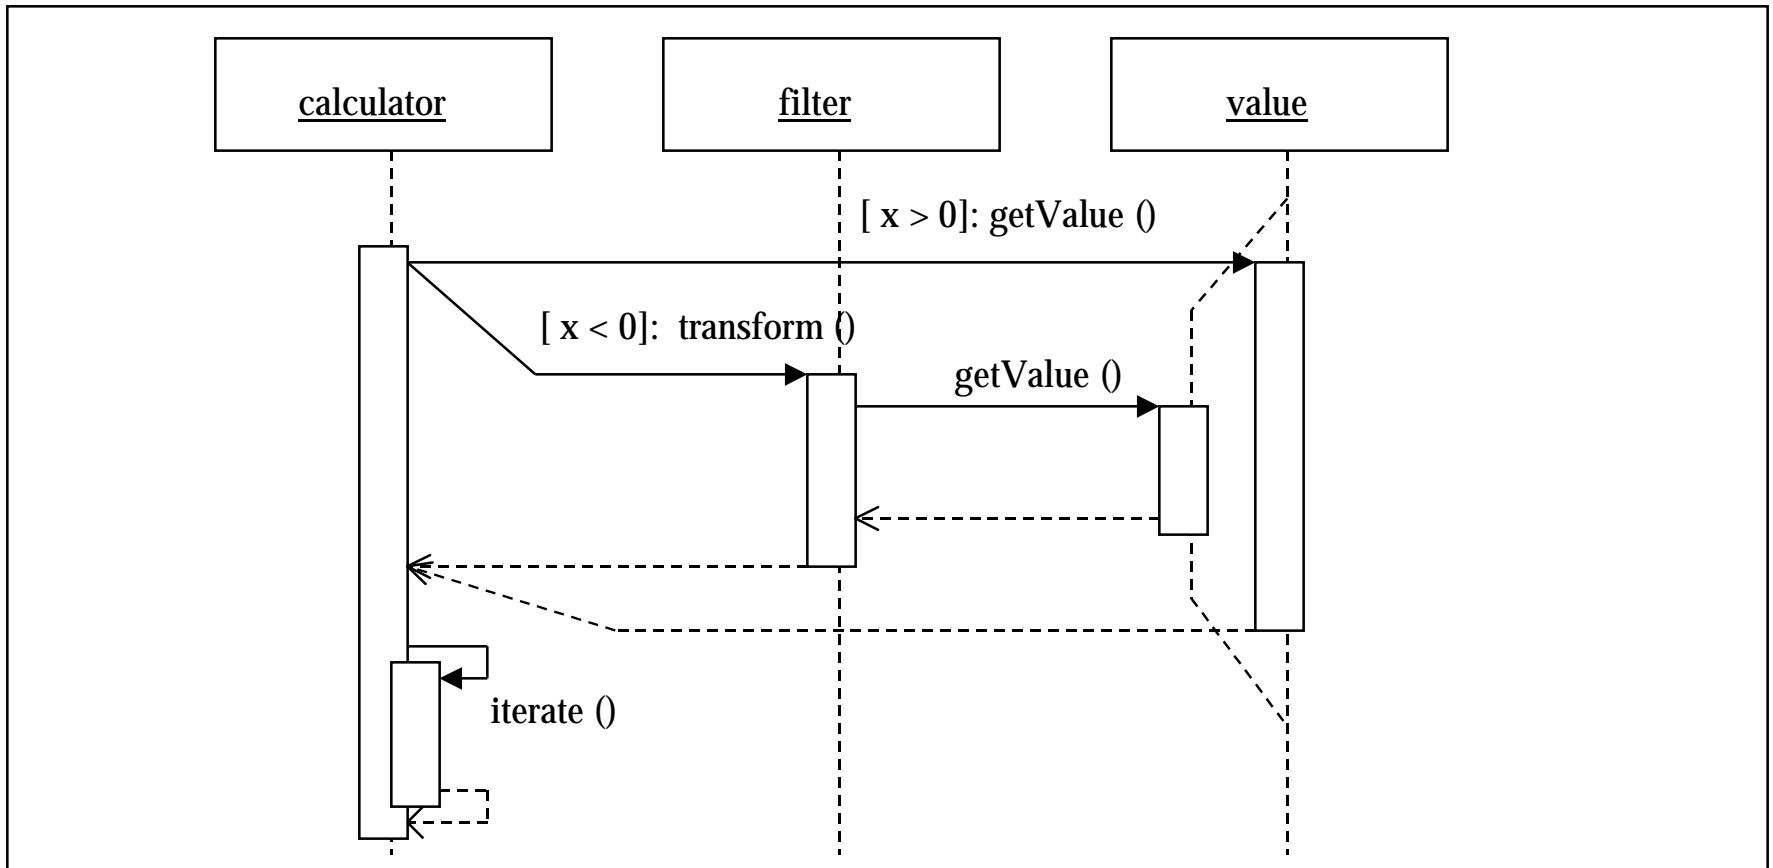 calculator
filter
value
[ x > 0]: getValue ()
[ x < 0]: transform ()
getValue ()
iterate ()